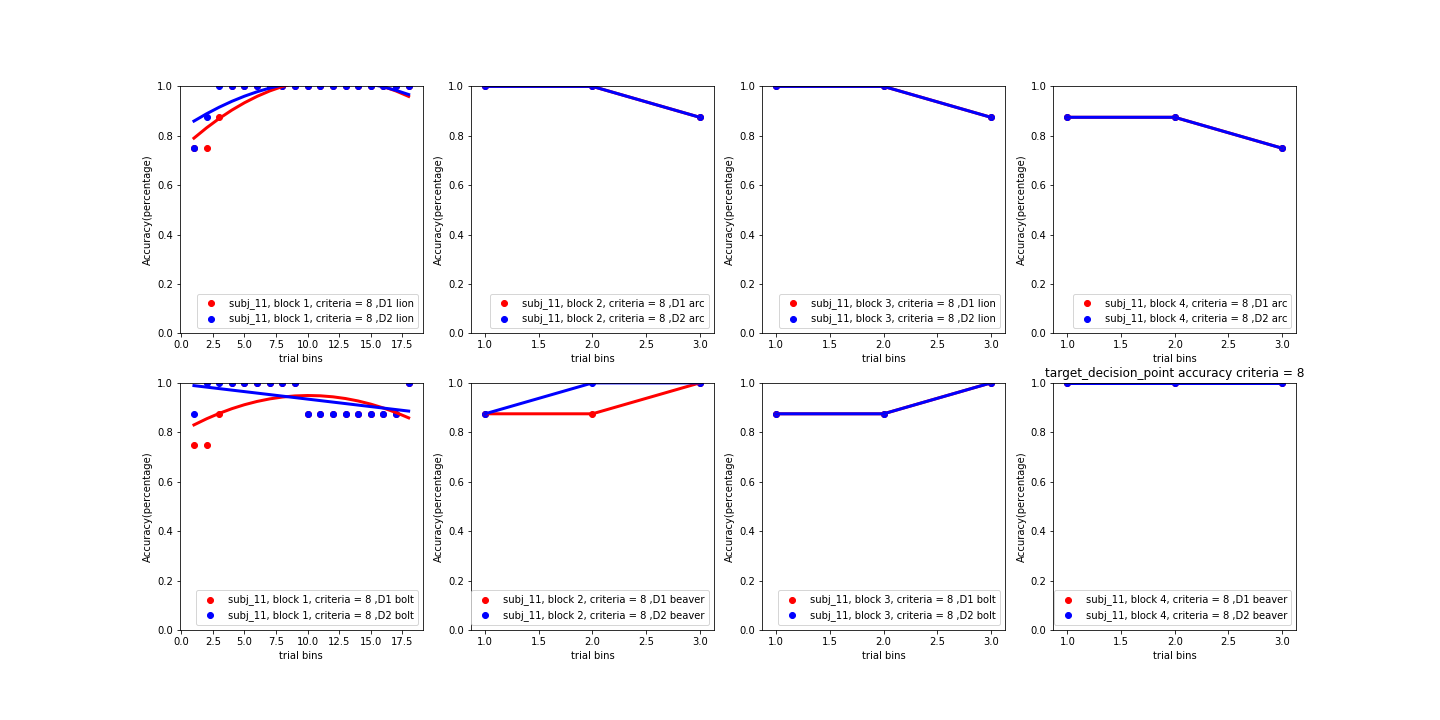 1.0
0.8
0.6
0.4
0.2
0.0
Accuracy(percentage)
subj_11, block 1, criteria = 8 ,D1 lion
subj_11, block 1, criteria = 8 ,D2 lion
0.0 2.5 5.0 7.5 10.0 12.5 15.0 17.5
trial bins
1.0
0.8
0.6
0.4
0.2
0.0
Accuracy(percentage)
subj_11, block 2, criteria = 8 ,D1 arc
subj_11, block 2, criteria = 8 ,D2 arc
1.0 1.5 2.0 2.5 3.0
trial bins
1.0
0.8
0.6
0.4
0.2
0.0
Accuracy(percentage)
subj_11, block 3, criteria = 8 ,D1 lion
subj_11, block 3, criteria = 8 ,D2 lion
1.0 1.5 2.0 2.5 3.0
trial bins
1.0
0.8
0.6
0.4
0.2
0.0
Accuracy(percentage)
subj_11, block 4, criteria = 8 ,D1 arc
subj_11, block 4, criteria = 8 ,D2 arc
1.0 1.5 2.0 2.5 3.0
trial bins
1.0
0.8
0.6
0.4
0.2
0.0
Accuracy(percentage)
subj_11, block 1, criteria = 8 ,D1 bolt
subj_11, block 1, criteria = 8 ,D2 bolt
0.0 2.5 5.0 7.5 10.0 12.5 15.0 17.5
trial bins
1.0
0.8
0.6
0.4
0.2
0.0
Accuracy(percentage)
subj_11, block 2, criteria = 8 ,D1 beaver
subj_11, block 2, criteria = 8 ,D2 beaver
1.0 1.5 2.0 2.5 3.0
trial bins
1.0
0.8
0.6
0.4
0.2
0.0
Accuracy(percentage)
subj_11, block 3, criteria = 8 ,D1 bolt
subj_11, block 3, criteria = 8 ,D2 bolt
1.0 1.5 2.0 2.5 3.0
trial bins
target_decision_point accuracy criteria = 8
1.0
0.8
0.6
0.4
0.2
0.0
Accuracy(percentage)
subj_11, block 4, criteria = 8 ,D1 beaver
subj_11, block 4, criteria = 8 ,D2 beaver
1.0 1.5 2.0 2.5 3.0
trial bins